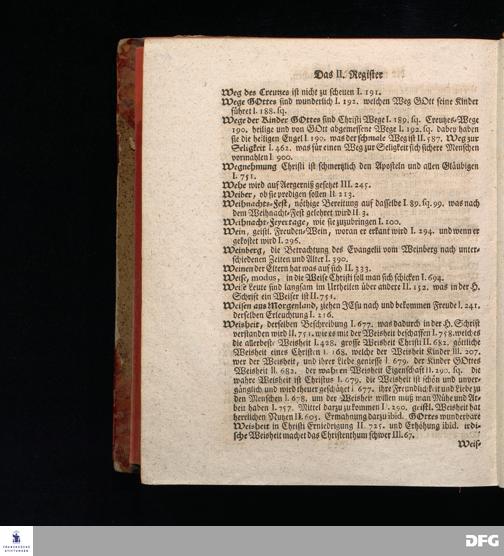 Das II. Register
Weg des Creutzes ist nicht zu scheuen I. 191.
Wege GOttes sind wunderlich I. 192. welchen Weg GOtt seine Kinder
führet I. 188. sq.
Wege der Kinder GOttes sind Christi Wege I. 189. sq. Creutzes-Wege
190. heilige und von GOtt abgemessene Wege I. 192. sq. dabey haben
sie die heiligen Engel I. 190. was der schmale Weg ist II. 587. Weg zur
Seligkeit I. 462. was für einen Weg zur Seligkeit sich sichere Menschen
vormahlen I. 900.
Wegnehmung Christi ist schmertzlich den Aposteln und allen Gläubigen
I. 751.
Wehe wird auf Aergerniß gesetzet III. 245.
Weiber, ob sie predigen sollen II. 213.
Weihnachts-Fest, nöthige Bereitung auf dasselbe I. 89. sq. 99. was nach
dem Weihnacht-Fest gelehret wird II. 3.
Weihnacht-Feyertage, wie sie zuzubringen I. 100.
Wein, geistl. Freuden-Wein, woran er erkant wird I. 294. und wenn er
gekostet wird I. 296.
Weinberg, die Betrachtung des Evangelii vom Weinberg nach unter-
schiedenen Zeiten und Alter I. 390.
Weinen der Eltern hat was auf sich II. 333.
Weise, modus, in die Weise Christi soll man sich schicken I. 694.
Weise Leute sind langsam im Urtheilen über andere II. 152. was in der H.
Schrift ein Weiser ist II. 751.
Weisen aus Morgenland, ziehen JEsu nach und bekommen Freude I. 241.
derselben Erleuchtung I. 216.
Weisheit, derselben Beschreibung I. 677. was dadurch in der H. Schrift
verstanden wird II. 751. wie es mit der Weisheit beschaffen I. 758. welches
die allerbeste Weisheit I. 428. grosse Weisheit Christi II. 682. göttliche
Weisheit eines Christen I. 168. welche der Weisheit Kinder III. 207.
wer der Weisheit, und ihrer Liebe geniesse I. 679. der Kinder GOttes
Weisheit II. 682. der wahren Weisheit Eigenschaft II. 290. sq. die
wahre Weisheit ist Christus I. 679. die Weisheit ist schön und unver-
gänglich und wird theuer geschätzet I. 677. ihre Freundlichkeit und Liebe zu
den Menschen I. 678. um der Weisheit willen muß man Mühe und Ar-
beit haben I. 757. Mittel darzu zu kommen II. 290. geistl. Weisheit hat
herrlichen Nutzen II. 605. Ermahnung darzu ibid. GOttes wunderbare
Weisheit in Christi Erniedrigung II. 725. und Erhöhung ibid. irdi-
sche Weisheit machet das Christenthum schwer III. 67.
Weiß-
FRANCKESCHE
STIFTUNGEN
DFG